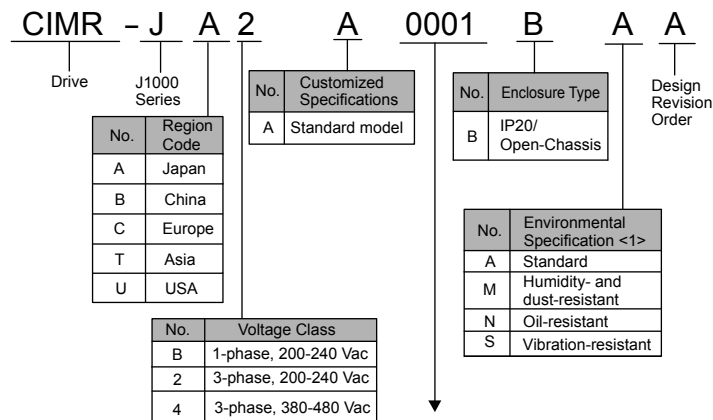 CIMR - J A 2 A 0001 B A A
Drive
J1000
Series
Design
Revision
Order
No. Region
Code
A Japan
B China
C Europe
T Asia
U USA
No. Customized
Specifications
A Standard model
No. Enclosure Type
B IP20/
Open-Chassis
No. Environmental
Specification <1>
A Standard
M Humidity- and
dust-resistant
N Oil-resistant
S Vibration-resistant
No. Voltage Class
B 1-phase, 200-240 Vac
2 3-phase, 200-240 Vac
4 3-phase, 380-480 Vac